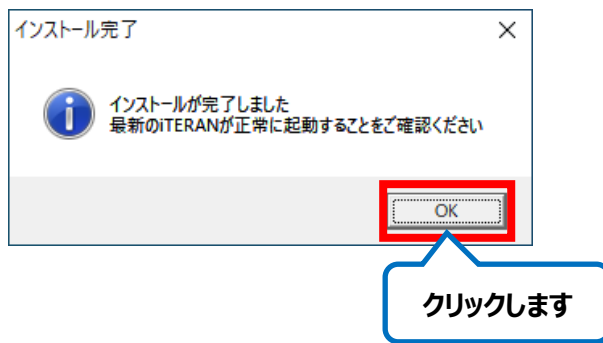 インストール完了
インストールが完了しました
最新のiTERANが正常に起動することをご確認ください
OK
クリックします